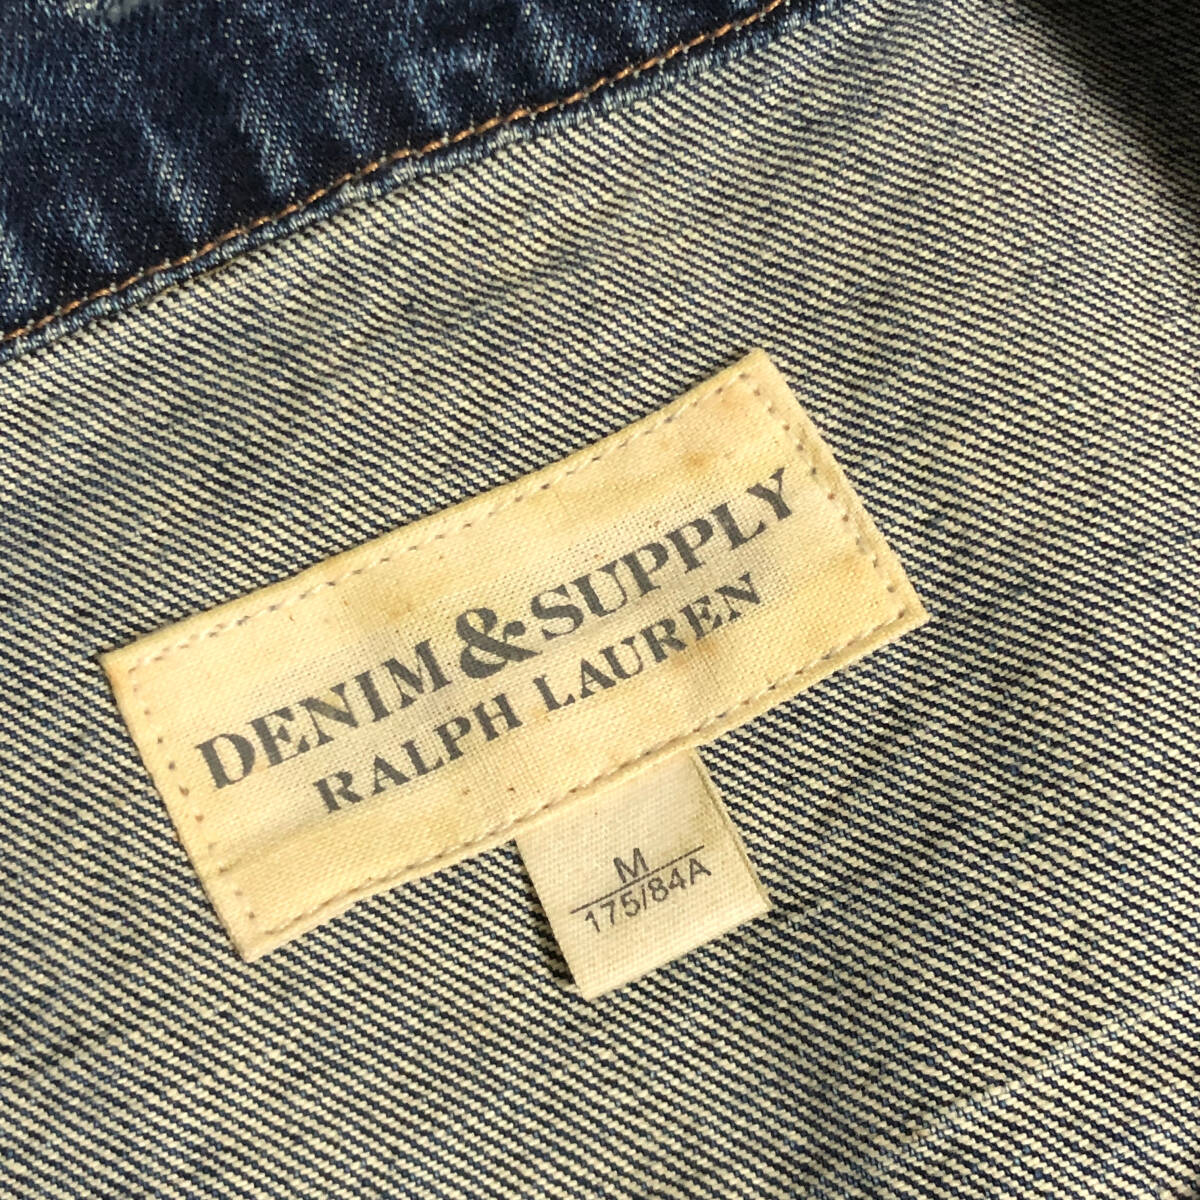 DENIM & SUPPLY
RALPH LAUREN
M
175/84A